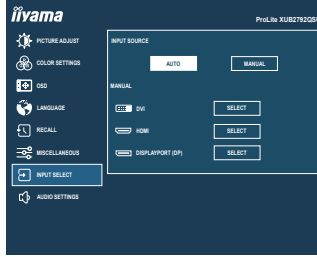 iiyama
ProLite XUB2792QSU
PICTURE ADJUST
COLOR SETTINGS
OSD
LANGUAGE
RECALL
MISCELLANEOUS
INPUT SELECT
AUDIO SETTINGS
INPUT SOURCE
AUTO MANUAL
MANUAL
DVI SELECT
HDMI SELECT
DISPLAYPORT (DP) SELECT